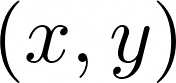 (x, y)